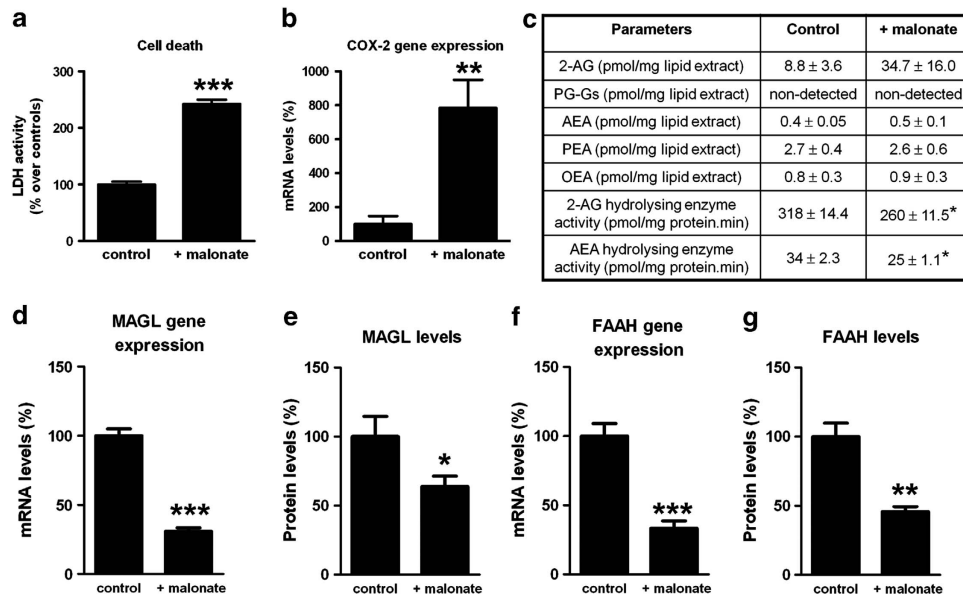 a
Cell death
LDH activity
(% over controls)
300
200
100
0
***
control
+ malonate
b
COX-2 gene expression
mRNA levels (%)
1000
800
600
400
200
0
**
control
+ malonate
c
Parameters Control + malonate
2-AG (pmol/mg lipid extract) 8.8 ± 3.6 34.7 ± 16.0
PG-Gs (pmol/mg lipid extract) non-detected non-detected
AEA (pmol/mg lipid extract) 0.4 ± 0.05 0.5 ± 0.1
PEA (pmol/mg lipid extract) 2.7 ± 0.4 2.6 ± 0.6
OEA (pmol/mg lipid extract) 0.8 ± 0.3 0.9 ± 0.3
2-AG hydrolysing enzyme
activity (pmol/mg protein.min) 318 ± 14.4 260 ± 11.5*
AEA hydrolysing enzyme
activity (pmol/mg protein.min) 34 ± 2.3 25 ± 1.1*
d
MAGL gene
expression
mRNA levels (%)
150
100
50
0
***
control
+ malonate
e
MAGL levels
Protein levels (%)
150
100
50
0
*
control
+ malonate
f
FAAH gene
expression
mRNA levels (%)
150
100
50
0
***
control
+ malonate
g
FAAH levels
Protein levels (%)
150
100
50
0
**
control
+ malonate